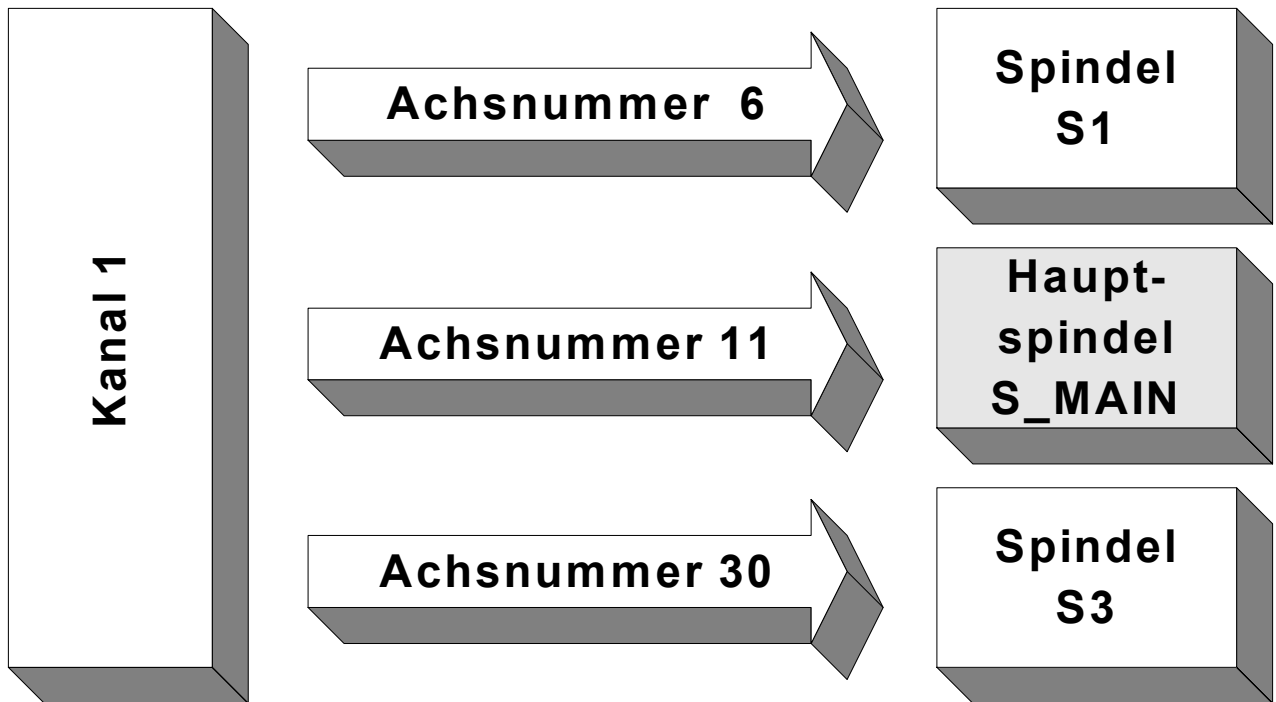 Kanal 1
Achsnummer 6
Spindel
S1
Achsnummer 11
Haupt-
spindel
S_MAIN
Achsnummer 30
Spindel
S3